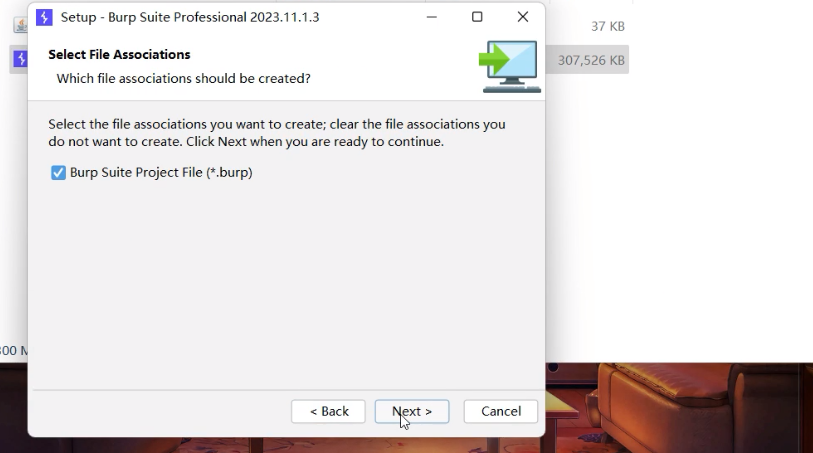 Setup - Burp Suite Professional 2023.11.1.3
37 KB
Select File Associations
307,526 KB
Which file associations should be created?
Select the file associations you want to create; clear the file associations you
do not want to create. Click Next when you are ready to continue.
Burp Suite Project File (*.burp)
< Back
Next >
Cancel